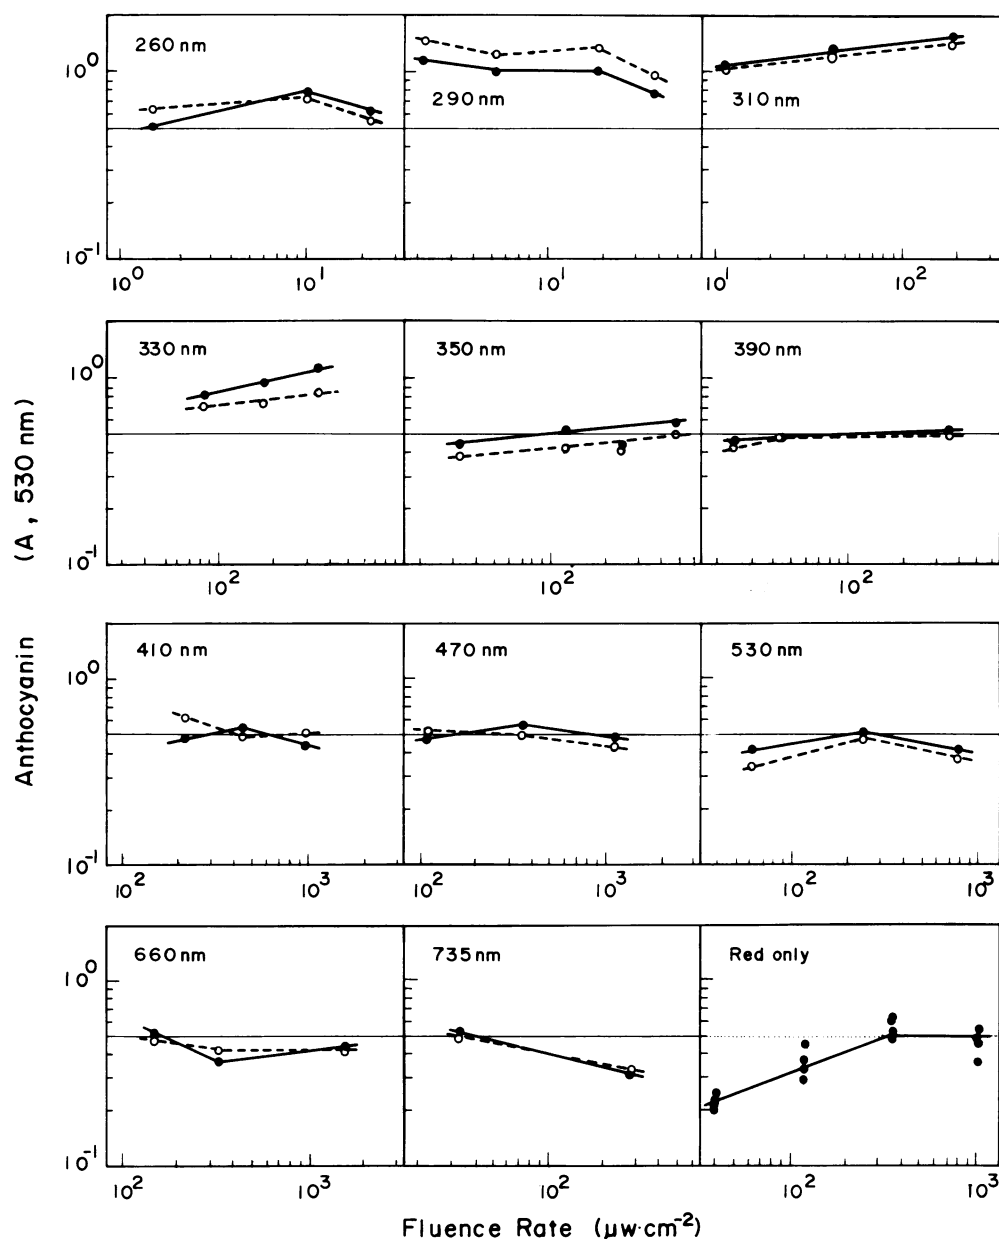 260 nm
290 nm
310 nm
10⁰
10⁻¹
10⁰ 10¹ 10¹ 10¹ 10²
330 nm
350 nm
390 nm
10⁰
10⁻¹
10² 10² 10²
410 nm
470 nm
530 nm
10⁰
10⁻¹
10² 10³ 10² 10³ 10² 10³
660 nm
735 nm
Red only
10⁰
10⁻¹
10² 10³ 10² 10² 10³
Anthocyanin (A, 530 nm)
Fluence Rate (μw·cm⁻²)